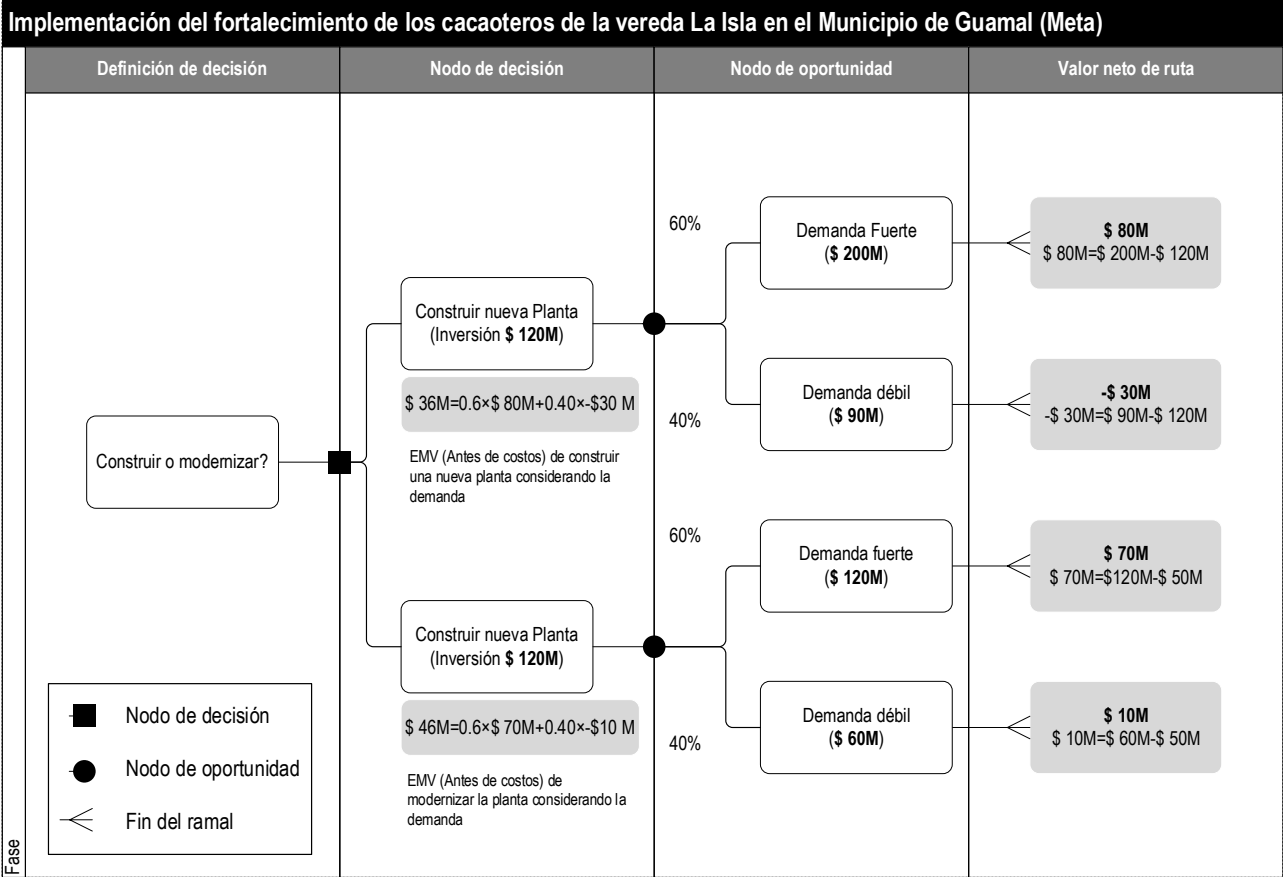 Implementación del fortalecimiento de los cacaoteros de la vereda La Isla en el Municipio de Guamal (Meta)
Definición de decisión
Nodo de decisión
Nodo de oportunidad
Valor neto de ruta
Construir o modernizar?
Construir nueva Planta
(Inversión $ 120M)
$ 36M=0.6×$ 80M+0.40×-$30 M
EMV (Antes de costos) de construir
una nueva planta considerando la
demanda
60%
Demanda Fuerte
($ 200M)
$ 80M
$ 80M=$ 200M-$ 120M
40%
Demanda débil
($ 90M)
-$ 30M
-$ 30M=$ 90M-$ 120M
Construir nueva Planta
(Inversión $ 120M)
$ 46M=0.6×$ 70M+0.40×-$10 M
EMV (Antes de costos) de
modernizar la planta considerando la
demanda
60%
Demanda fuerte
($ 120M)
$ 70M
$ 70M=$120M-$ 50M
40%
Demanda débil
($ 60M)
$ 10M
$ 10M=$ 60M-$ 50M
Nodo de decisión
Nodo de oportunidad
Fin del ramal
Fase